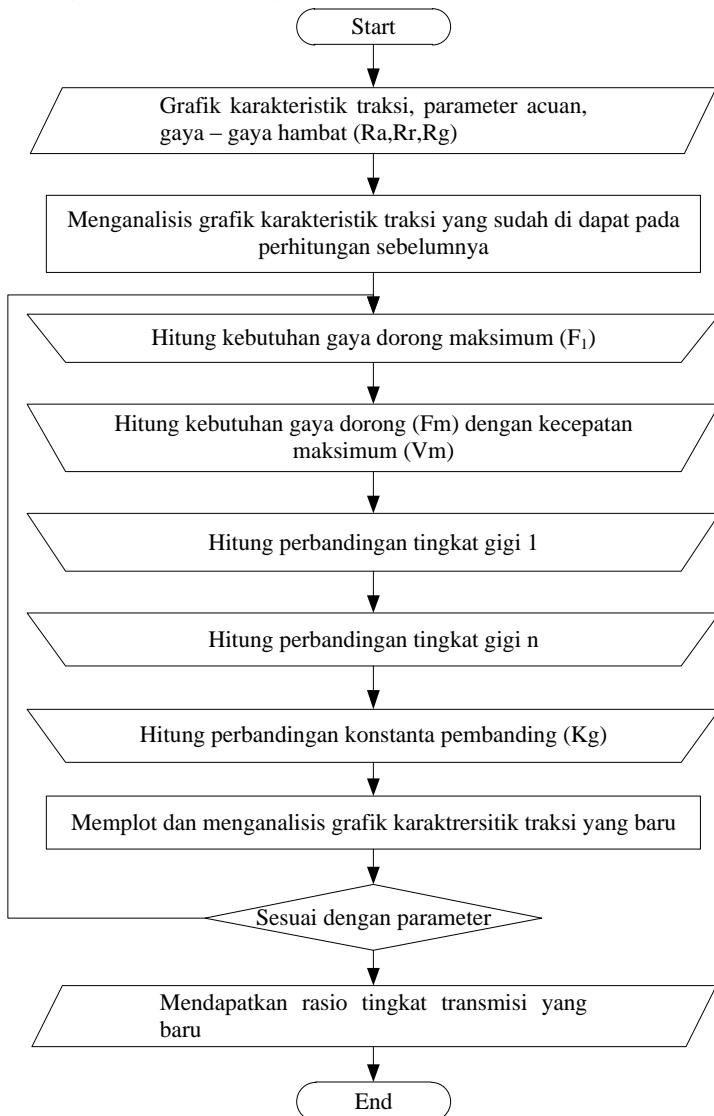 Start
Grafik karakteristik traksi, parameter acuan,
gaya – gaya hambat (Ra,Rr,Rg)
Menganalisis grafik karakteristik traksi yang sudah di dapat pada
perhitungan sebelumnya
Hitung kebutuhan gaya dorong maksimum (F₁)
Hitung kebutuhan gaya dorong (Fm) dengan kecepatan
maksimum (Vm)
Hitung perbandingan tingkat gigi 1
Hitung perbandingan tingkat gigi n
Hitung perbandingan konstanta pembanding (Kg)
Memplot dan menganalisis grafik karaktrersitik traksi yang baru
Sesuai dengan parameter
Mendapatkan rasio tingkat transmisi yang
baru
End